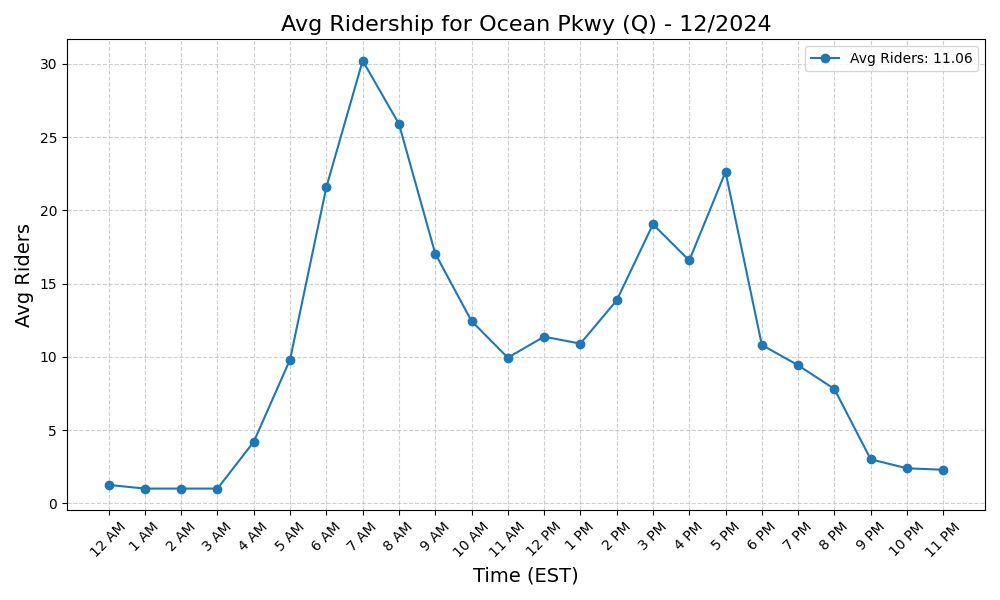 Avg Ridership for Ocean Pkwy (Q) - 12/2024
Avg Riders: 11.06
Avg Riders
30
25
20
15
10
5
0
12 AM
1 AM
2 AM
3 AM
4 AM
5 AM
6 AM
7 AM
8 AM
9 AM
10 AM
11 AM
12 PM
1 PM
2 PM
3 PM
4 PM
5 PM
6 PM
7 PM
8 PM
9 PM
10 PM
11 PM
Time (EST)